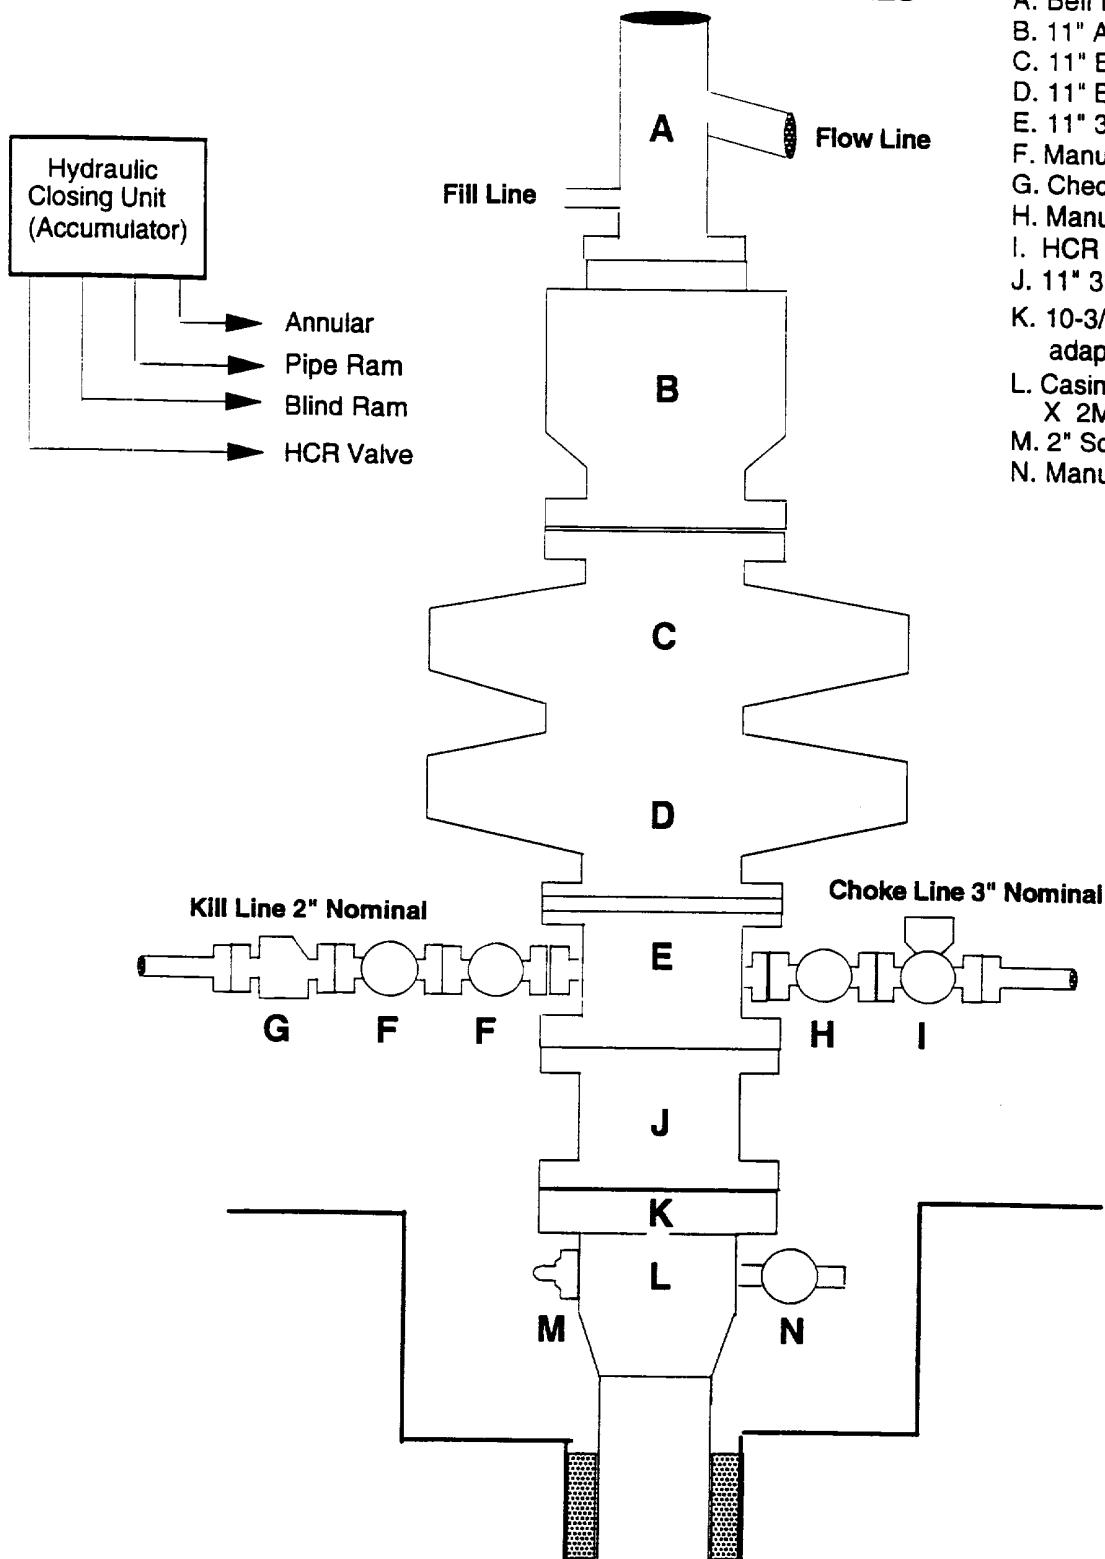 A. Bell
B. 11" A
C. 11" B
D. 11" B
E. 11" 3
F. Manu
G. Chec
H. Manu
I. HCR
J. 11" 3
K. 10-3/
adap
L. Casin
X 2M
M. 2" So
N. Manu
Hydraulic
Closing Unit
(Accumulator)
Annular
Pipe Ram
Blind Ram
HCR Valve
A
Flow Line
Fill Line
B
C
D
Kill Line 2" Nominal
Choke Line 3" Nominal
E
G
F
F
H
I
J
K
L
M
N